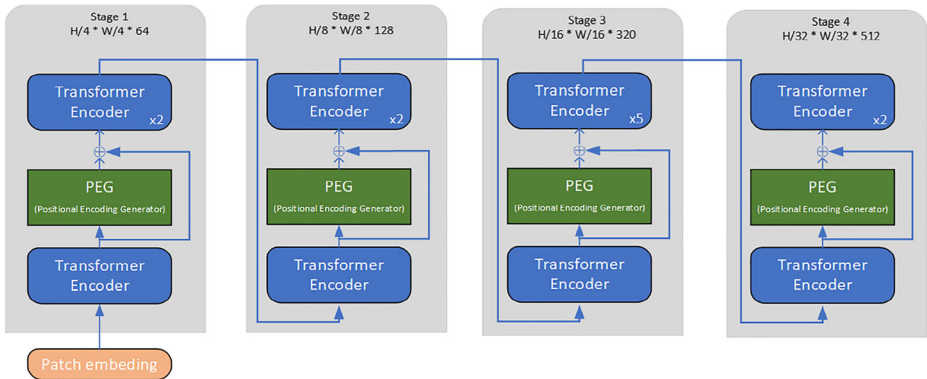 Stage 1
H/4 * W/4 * 64
Transformer
Encoder
x2
PEG
(Positional Encoding Generator)
Transformer
Encoder
Patch embeding
Stage 2
H/8 * W/8 * 128
Transformer
Encoder
x2
PEG
(Positional Encoding Generator)
Transformer
Encoder
Stage 3
H/16 * W/16 * 320
Transformer
Encoder
x5
PEG
(Positional Encoding Generator)
Transformer
Encoder
Stage 4
H/32 * W/32 * 512
Transformer
Encoder
x2
PEG
(Positional Encoding Generator)
Transformer
Encoder